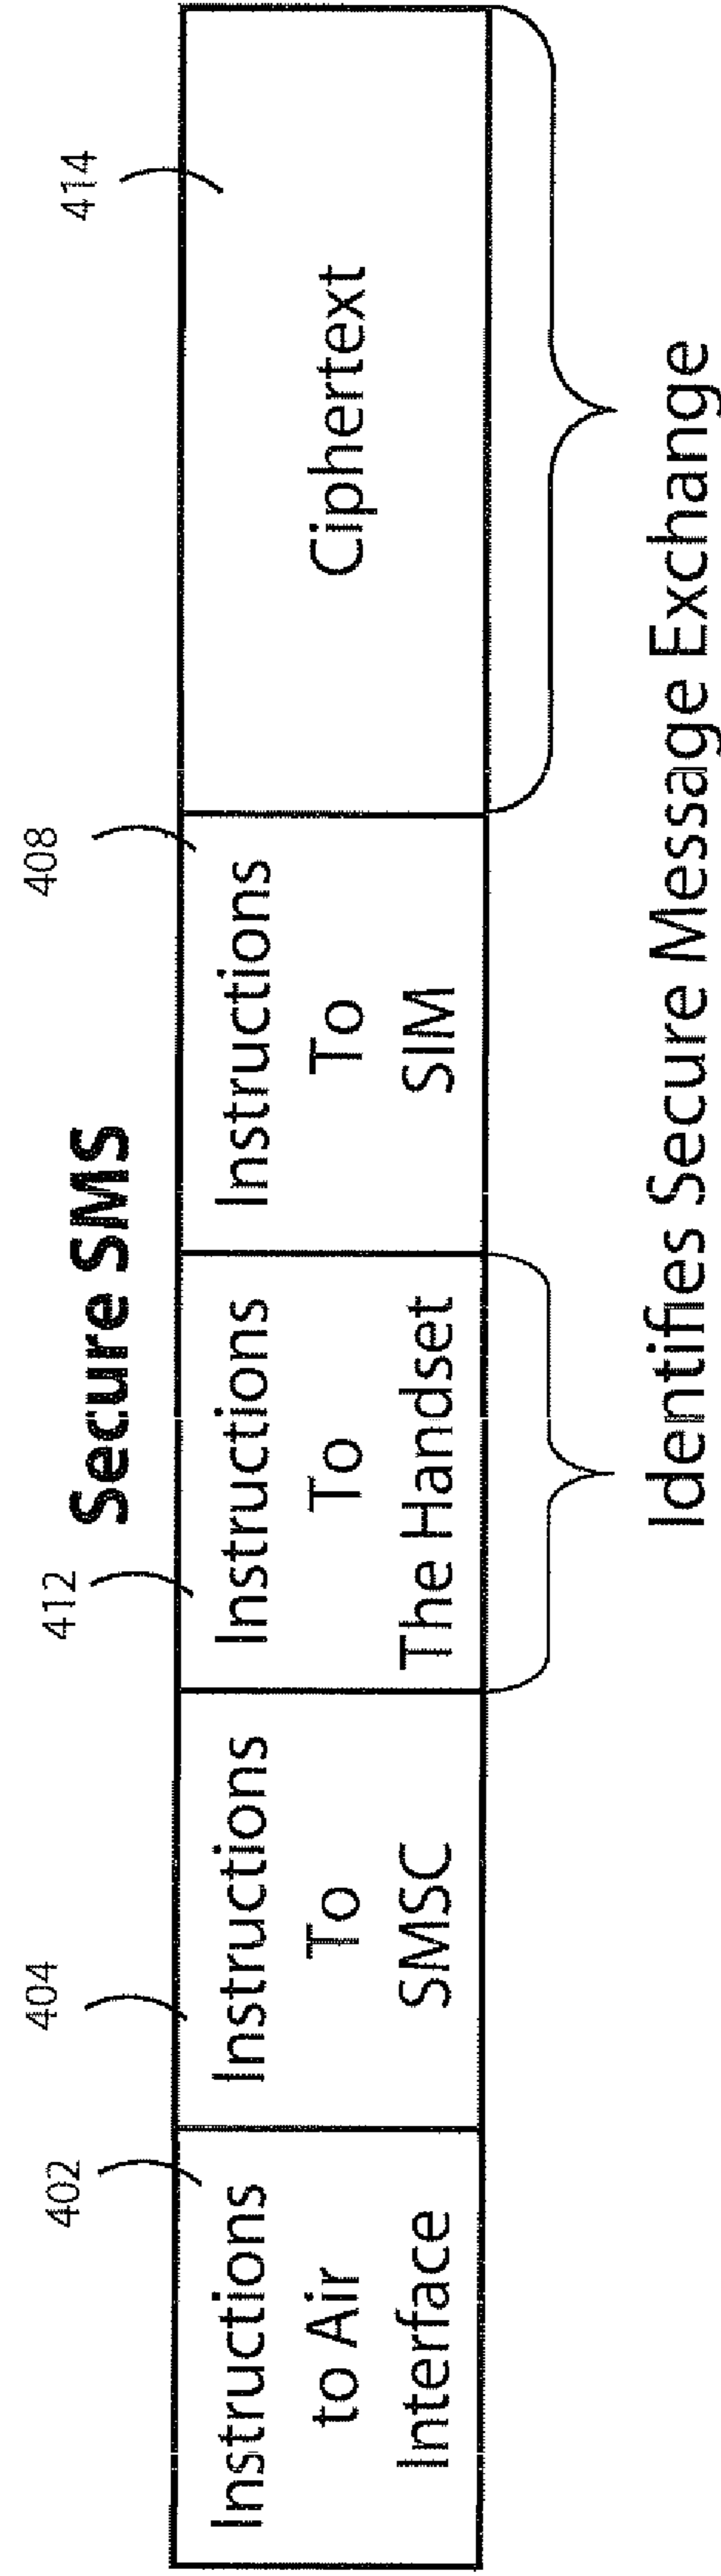 Secure SMS
402
Instructions
to Air
Interface
404
Instructions
To
SMSC
412
Instructions
To
The Handset
408
Instructions
To
SIM
414
Ciphertext
Identifies Secure Message Exchange